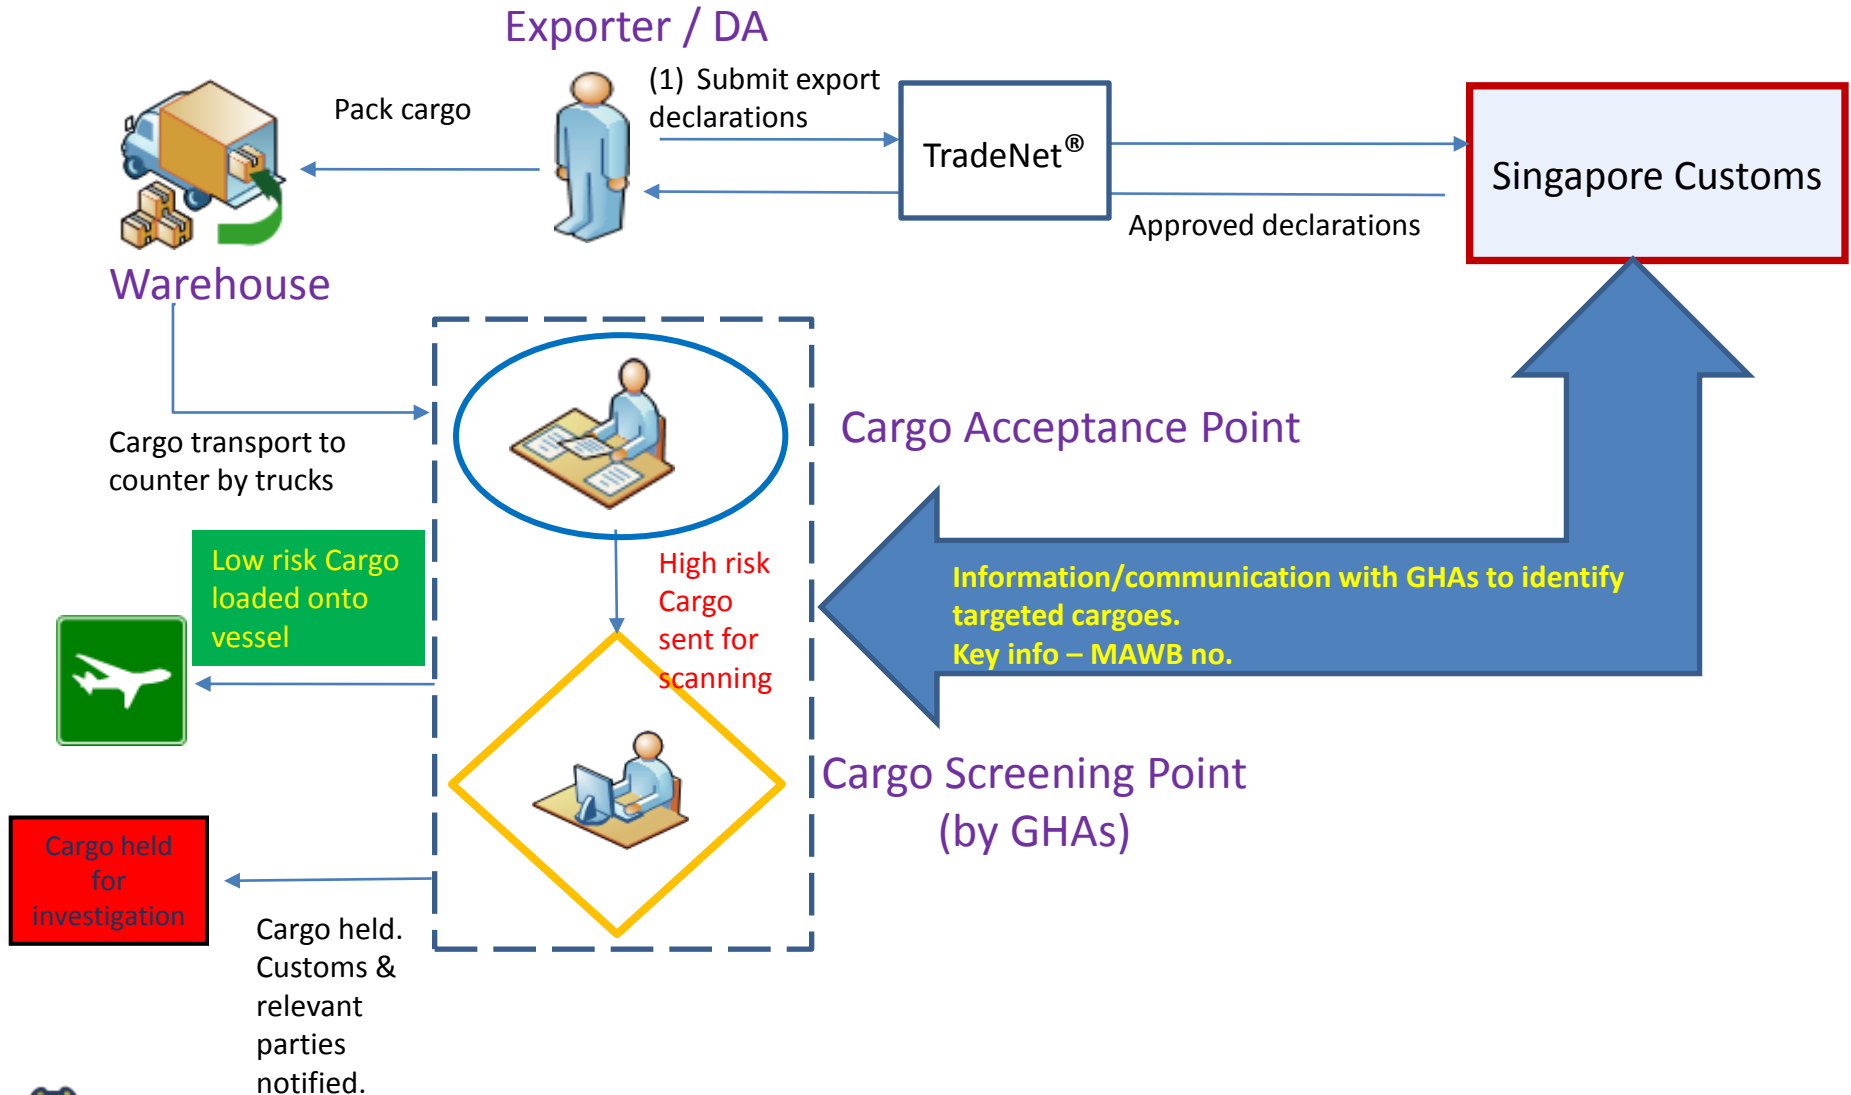 Exporter / DA
Pack cargo
(1) Submit export
declarations
TradeNet®
Singapore Customs
Approved declarations
Warehouse
Cargo transport to
counter by trucks
Cargo Acceptance Point
Low risk Cargo
loaded onto
vessel
High risk
Cargo
sent for
scanning
Information/communication with GHAs to identify
targeted cargoes.
Key info – MAWB no.
Cargo Screening Point
(by GHAs)
Cargo held
for
investigation
Cargo held.
Customs &
relevant
parties
notified.